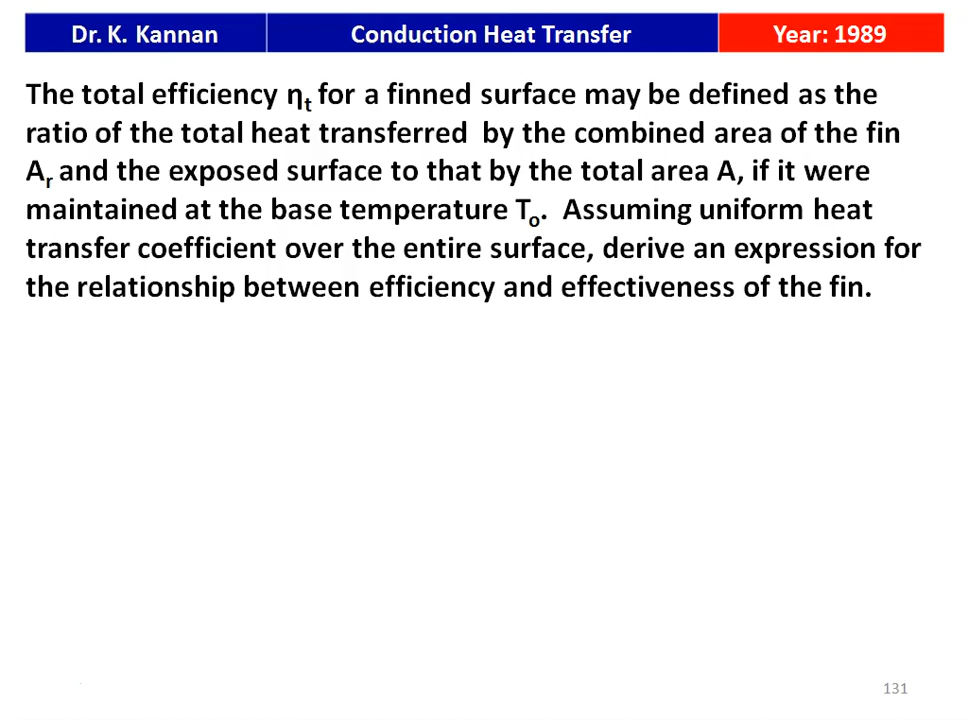 Dr. K. Kannan Conduction Heat Transfer Year: 1989
The total efficiency ηt for a finned surface may be defined as the
ratio of the total heat transferred by the combined area of the fin
Ar and the exposed surface to that by the total area A, if it were
maintained at the base temperature To. Assuming uniform heat
transfer coefficient over the entire surface, derive an expression for
the relationship between efficiency and effectiveness of the fin.
131